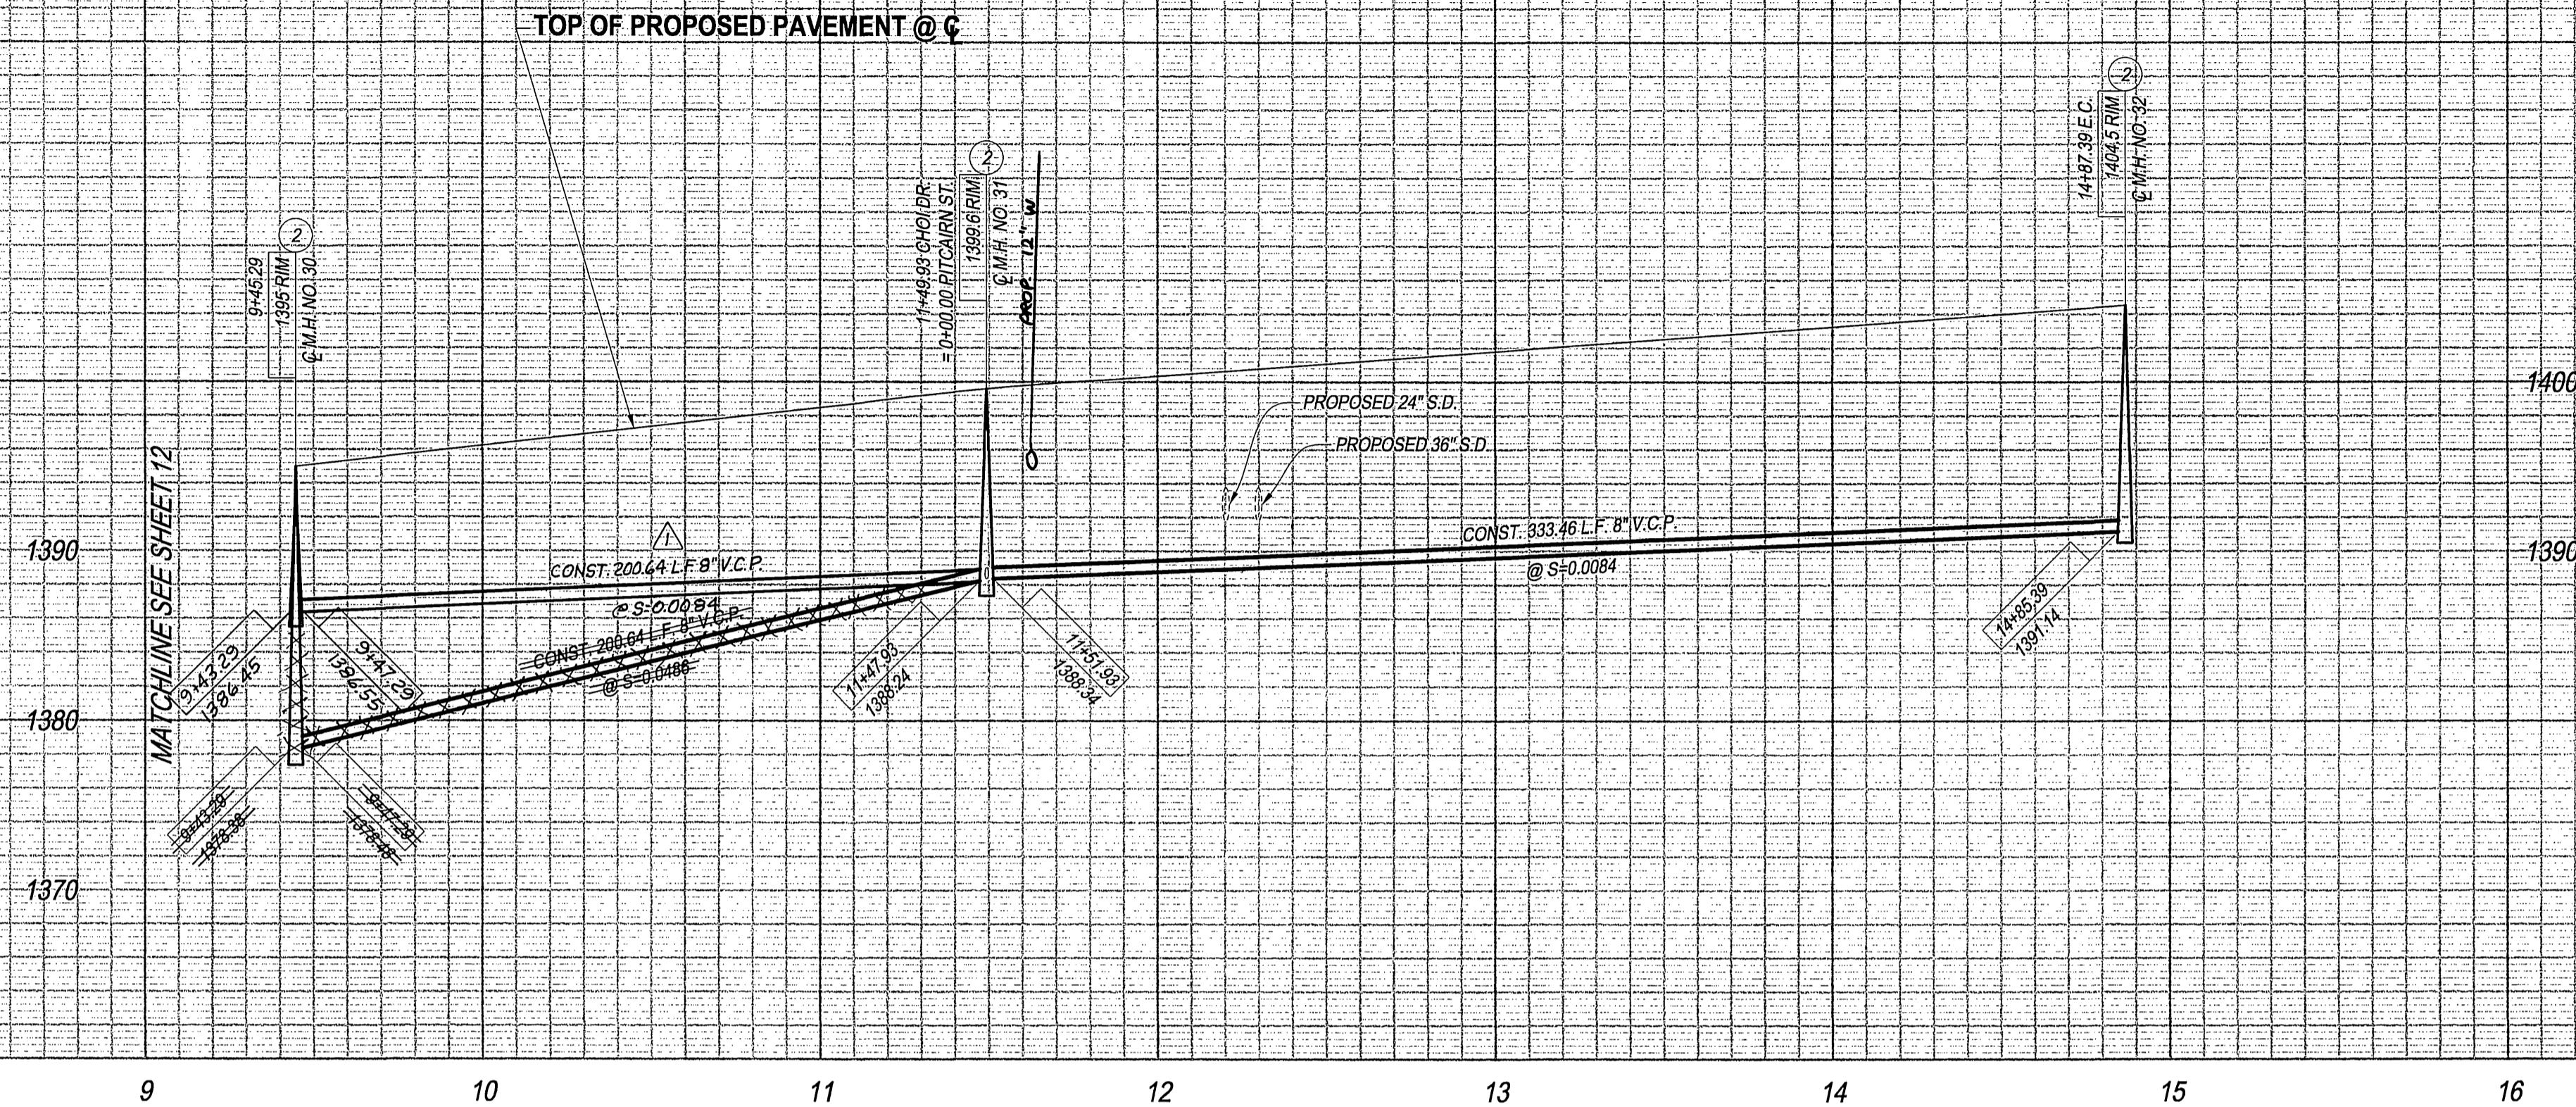 TOP OF PROPOSED PAVEMENT @ ℄
2
14+87.39 E.C.
1404.5 RIM
℄ M.H. NO. 32
2
11+49.93 CHOI DR.
= 0+00.00 PITCAIRN ST.
1399.6 RIM
℄ M.H. NO. 31
PROP. 12" W
2
9+45.29
1395 RIM
℄ M.H. NO. 30
1400
PROPOSED 24" S.D.
PROPOSED 36" S.D.
MATCHLINE SEE SHEET 12
1390
1390
1
CONST. 200.64 L.F. 8" V.C.P.
@ S=0.0084
CONST. 200.64 L.F. 8" V.C.P.
@ S=0.0486
CONST. 333.46 L.F. 8" V.C.P.
@ S=0.0084
9+43.29
1386.45
9+47.29
1386.55
11+47.93
1388.24
11+51.93
1388.34
14+85.39
1391.14
1380
9+43.29
1378.38
9+47.29
1378.48
1370
9
10
11
12
13
14
15
16